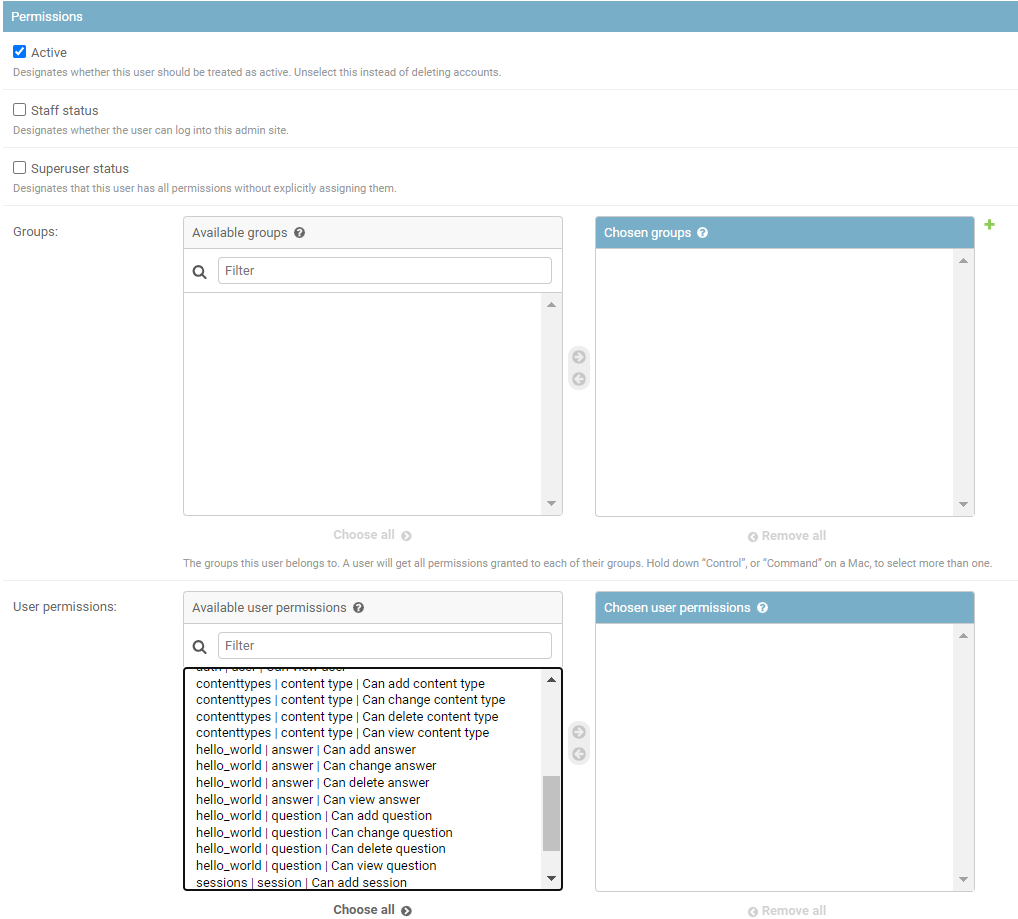 Permissions
Active
Designates whether this user should be treated as active. Unselect this instead of deleting accounts.
Staff status
Designates whether the user can log into this admin site.
Superuser status
Designates that this user has all permissions without explicitly assigning them.
Groups:
Available groups
Filter
Choose all
Chosen groups
Remove all
The groups this user belongs to. A user will get all permissions granted to each of their groups. Hold down “Control”, or “Command” on a Mac, to select more than one.
User permissions:
Available user permissions
Filter
auth | user | Can view user
contenttypes | content type | Can add content type
contenttypes | content type | Can change content type
contenttypes | content type | Can delete content type
contenttypes | content type | Can view content type
hello_world | answer | Can add answer
hello_world | answer | Can change answer
hello_world | answer | Can delete answer
hello_world | answer | Can view answer
hello_world | question | Can add question
hello_world | question | Can change question
hello_world | question | Can delete question
hello_world | question | Can view question
sessions | session | Can add session
Choose all
Chosen user permissions
Remove all